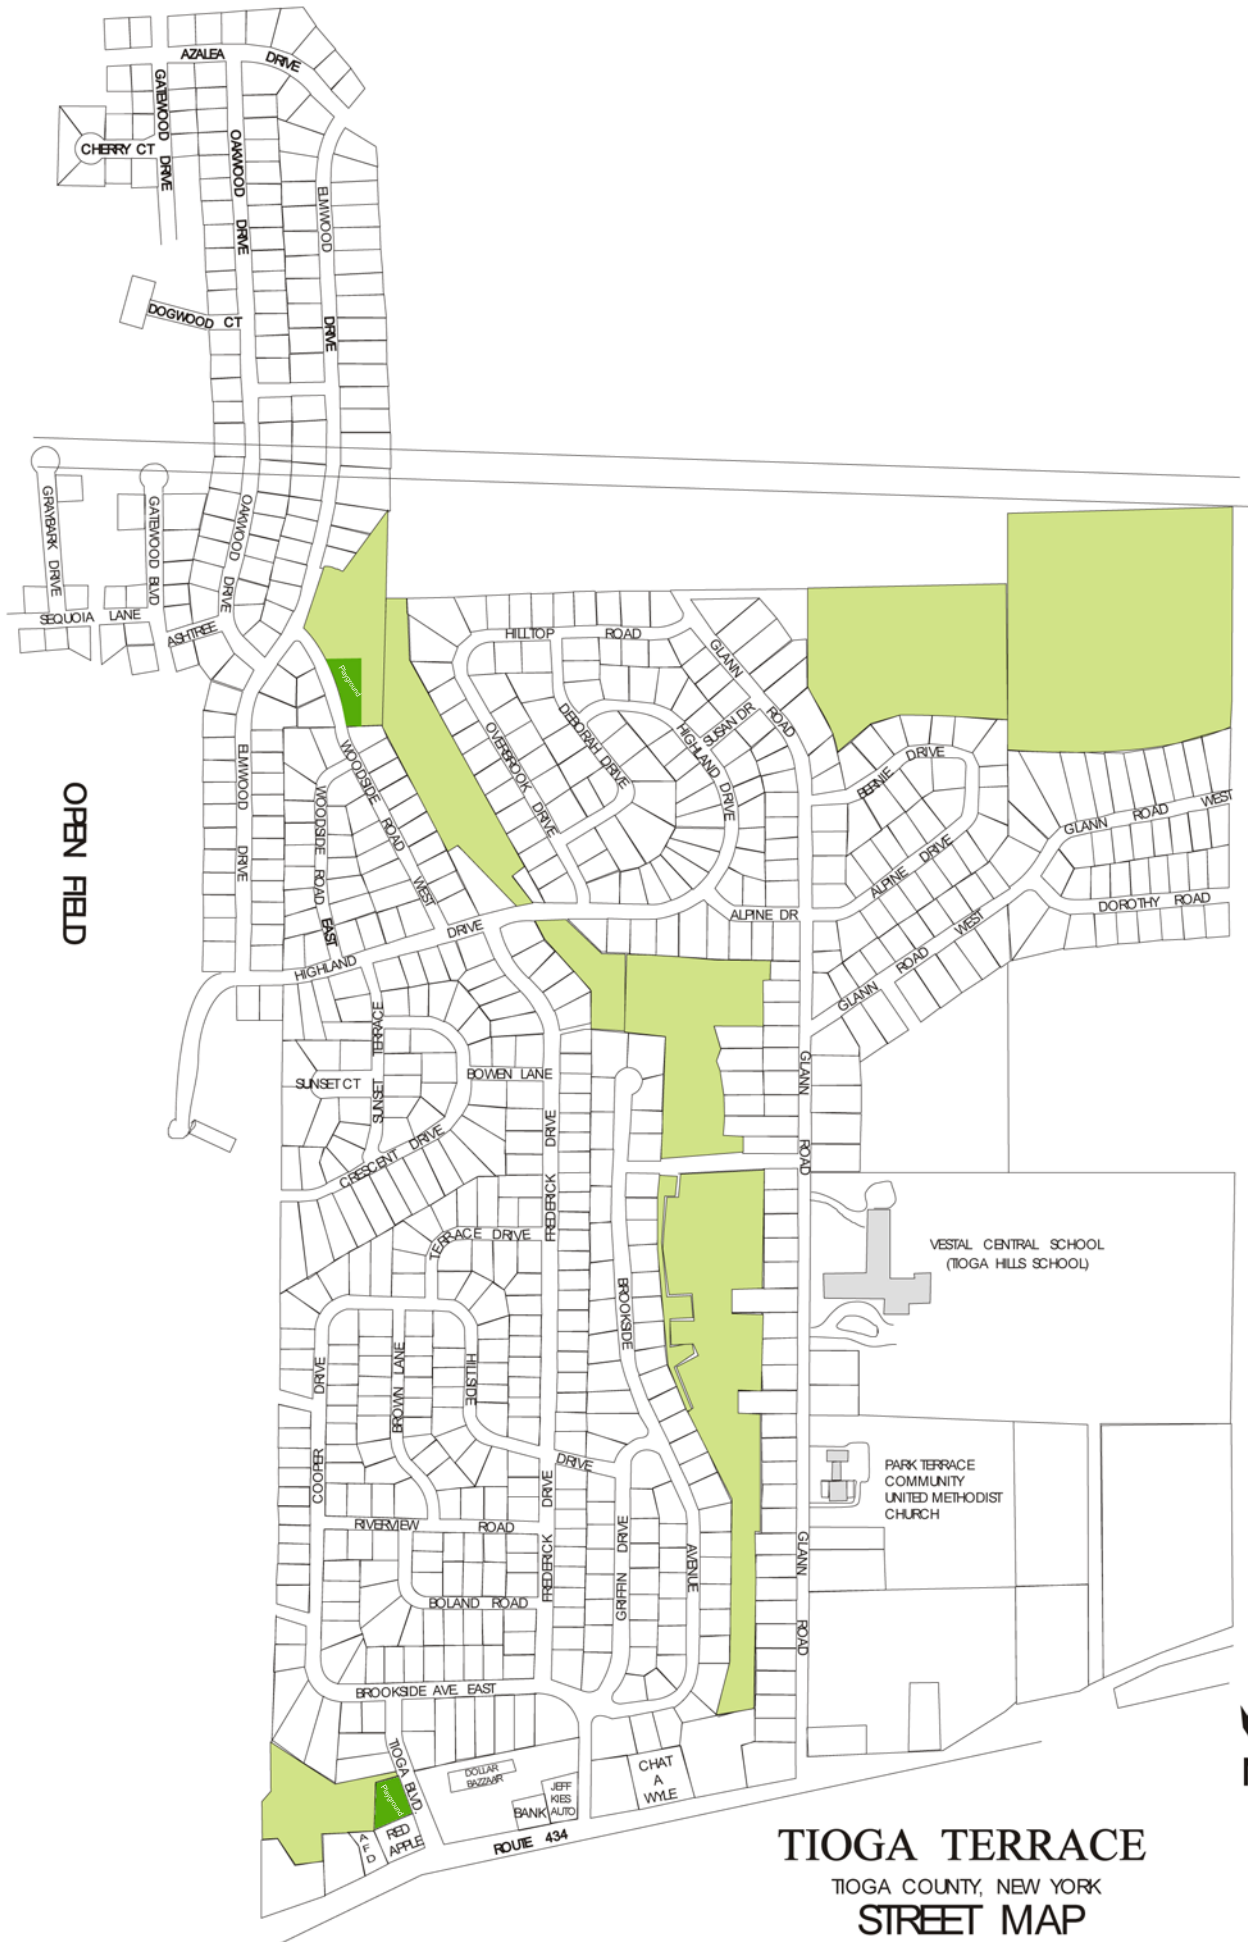 AZALEA DRIVE
GATEWOOD DRIVE
CHERRY CT
OAKWOOD DRIVE
ELMWOOD DRIVE
DOGWOOD CT
GRAYBARK DRIVE
GATEWOOD BLVD
OAKWOOD DRIVE
SEQUOIA LANE
ASHTREE
HILLTOP ROAD
GLANN ROAD
Playground
SUSAN DR
DEBORAH DRIVE
HIGHLAND DRIVE
OVERBROOK DRIVE
WOODSIDE ROAD WEST
ELMWOOD DRIVE
WOODSIDE ROAD EAST
BERNIE DRIVE
GLANN ROAD WEST
OPEN FIELD
ALPINE DRIVE
DOROTHY ROAD
ALPINE DR
HIGHLAND DRIVE
GLANN ROAD WEST
SUNSET TERRACE
SUNSET CT
BOWEN LANE
GLANN ROAD
CRESCENT DRIVE
FREDERICK DRIVE
TERRACE DRIVE
VESTAL CENTRAL SCHOOL
(TIOGA HILLS SCHOOL)
BROOKSIDE AVENUE
COOPER DRIVE
BROWN LANE
HILLSIDE DRIVE
PARK TERRACE
COMMUNITY
UNITED METHODIST
CHURCH
RIVERVIEW ROAD
FREDERICK DRIVE
GRIFFIN DRIVE
GLANN ROAD
BOLAND ROAD
BROOKSIDE AVE EAST
TIOGA BLVD.
DOLLAR
BAZZAAR
CHAT
A
WYLE
JEFF
KIES
AUTO
BANK
Playground
RED
APPLE
A
F
D
ROUTE 434
TIOGA TERRACE
TIOGA COUNTY, NEW YORK
STREET MAP